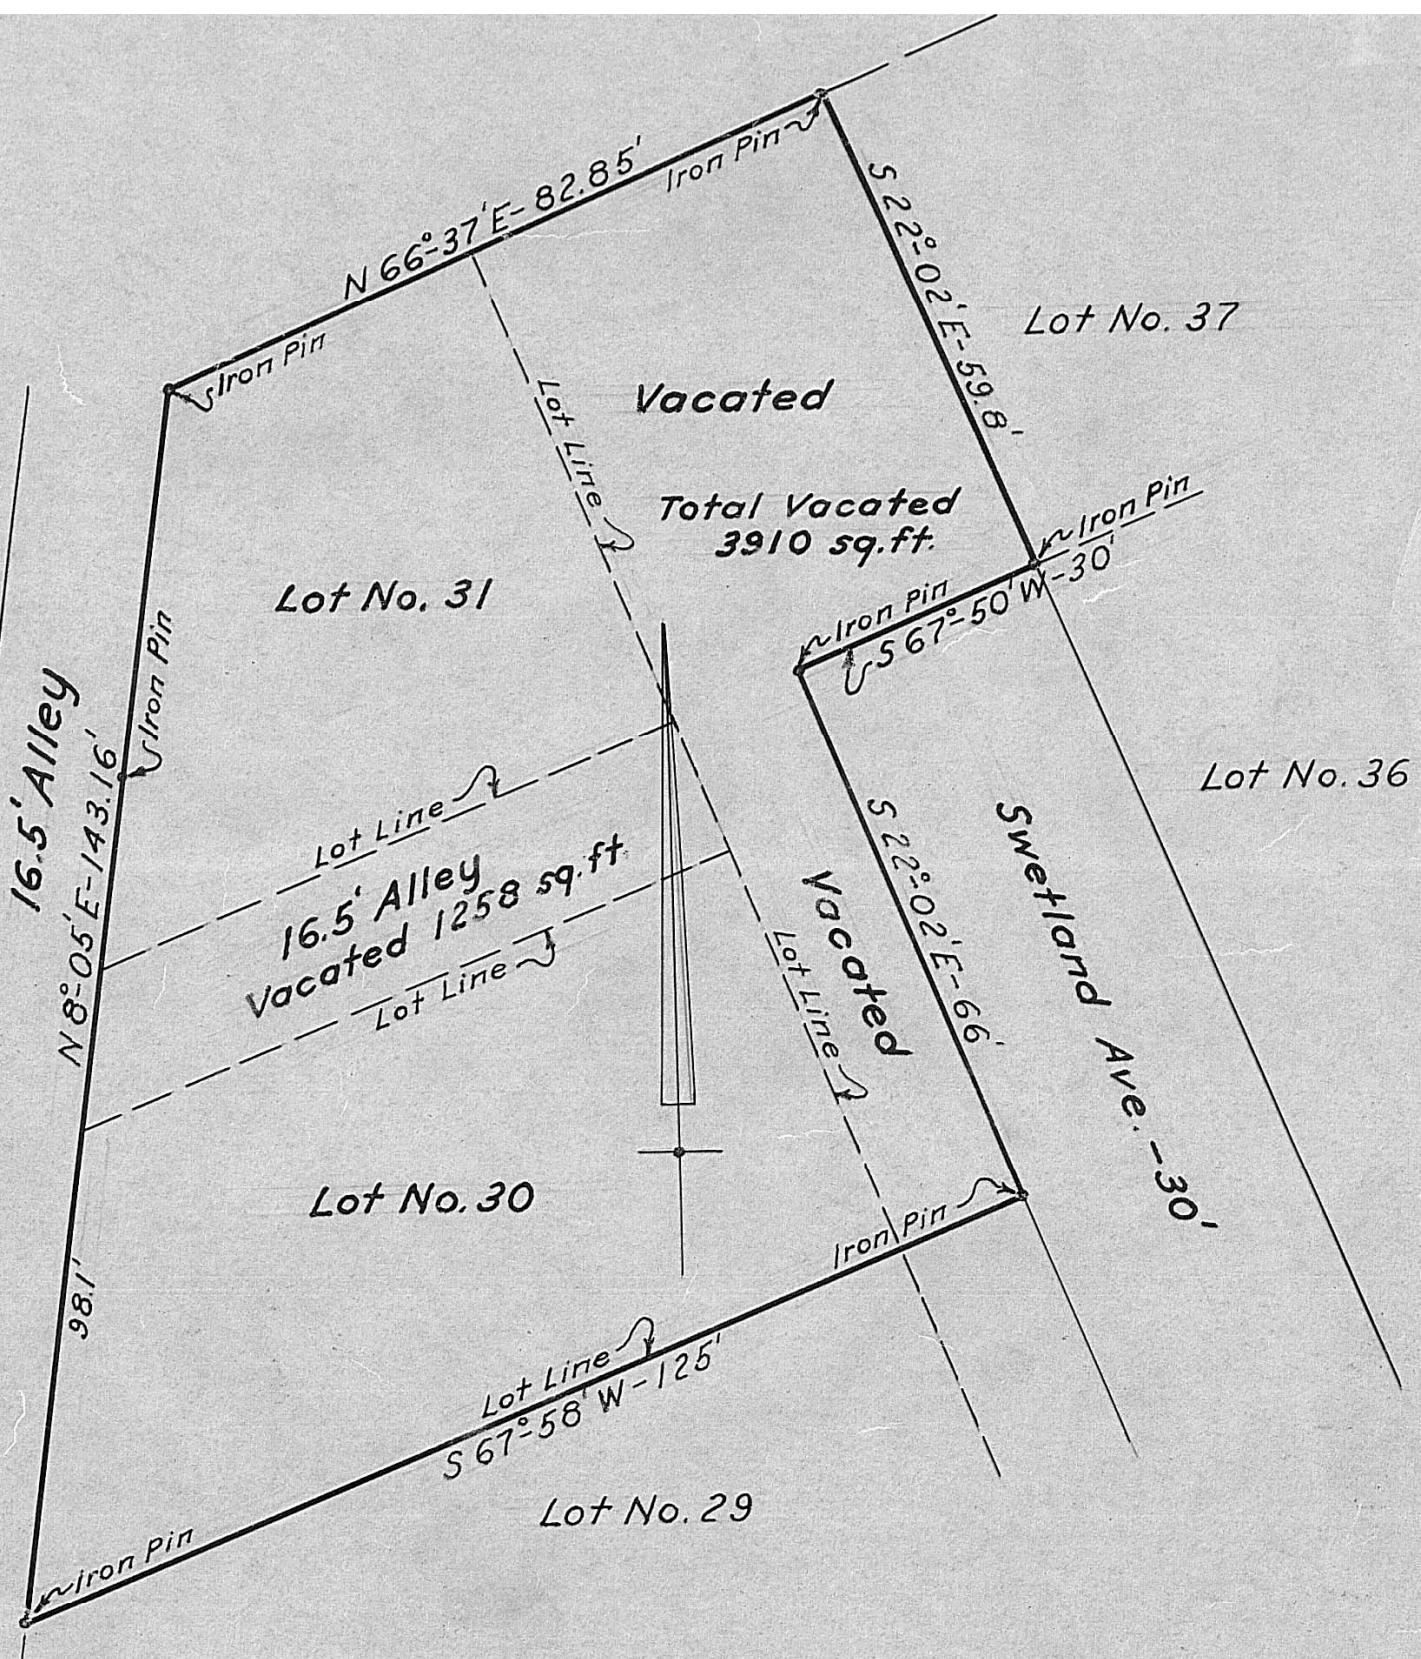 N 66°-37' E - 82.85'
Iron Pin
Iron Pin
S 22°-02' E - 59.8'
Lot No. 37
Vacated
Lot Line
Total Vacated
3910 sq.ft.
Iron Pin
Iron Pin
S 67°-50' W - 30'
Lot No. 31
Iron Pin
16.5' Alley
N 8°-05' E - 143.16'
Lot No. 36
Lot Line
16.5' Alley
Vacated 1258 sq.ft.
Lot Line
Vacated
Lot Line
S 22°-02' E - 66'
Swetland Ave. - 30'
Lot No. 30
98.1'
Iron Pin
Lot Line
S 67°-58' W - 125'
Iron Pin
Lot No. 29